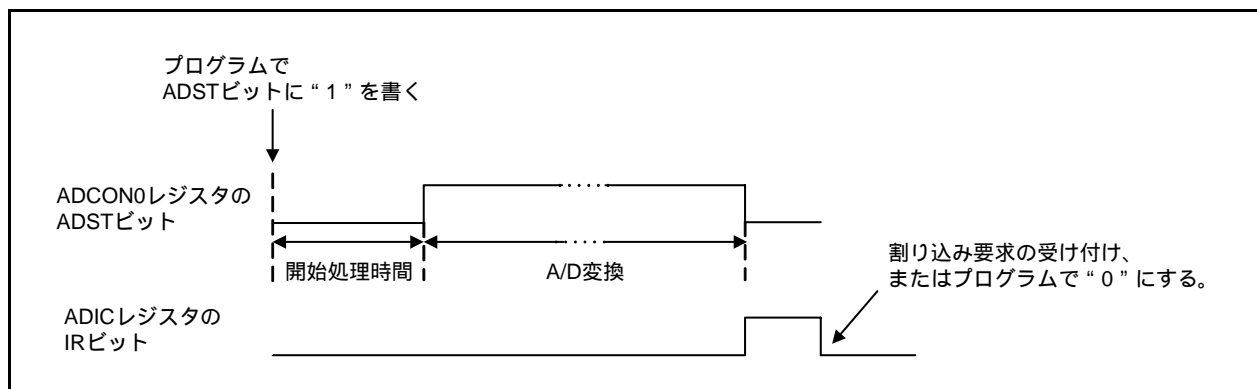 プログラムで
ADSTビットに“1”を書く
ADCON0レジスタの
ADSTビット
開始処理時間
A/D変換
割り込み要求の受け付け、
またはプログラムで“0”にする。
ADICレジスタの
IRビット